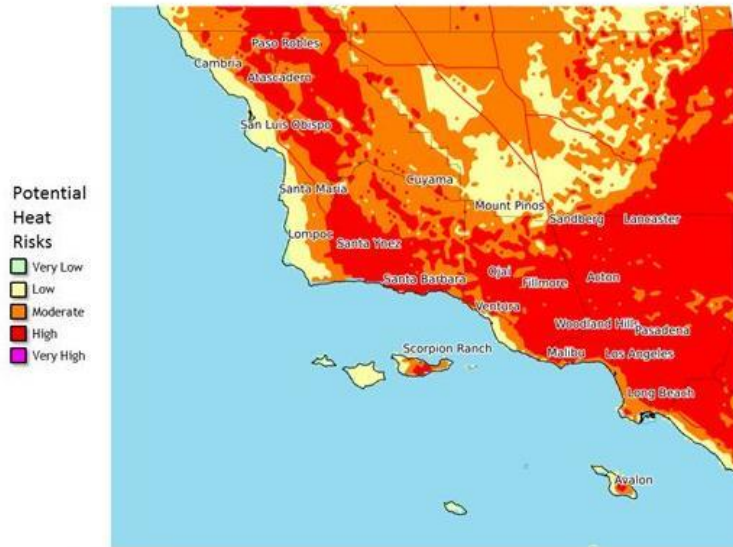 Potential
Heat
Risks
Very Low
Low
Moderate
High
Very High
Paso Robles
Cambria
Atascadero
San Luis Obispo
Santa Maria
Cuyama
Mount Pinos
Sandberg
Lancaster
Lompoc
Santa Ynez
Santa Barbara
Ojai
Fillmore
Acton
Ventura
Woodland Hills
Pasadena
Scorpion Ranch
Malibu
Los Angeles
Long Beach
Avalon